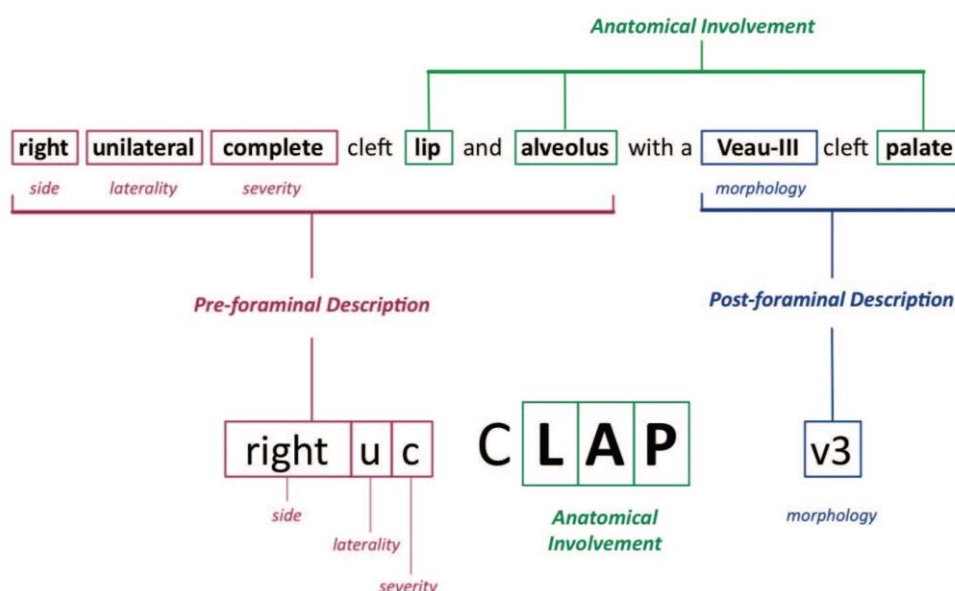 Anatomical Involvement
right unilateral complete cleft lip and alveolus with a Veau-III cleft palate
side laterality severity morphology
Pre-foraminal Description Post-foraminal Description
right u c C L A P v3
side laterality severity
Anatomical
Involvement
morphology